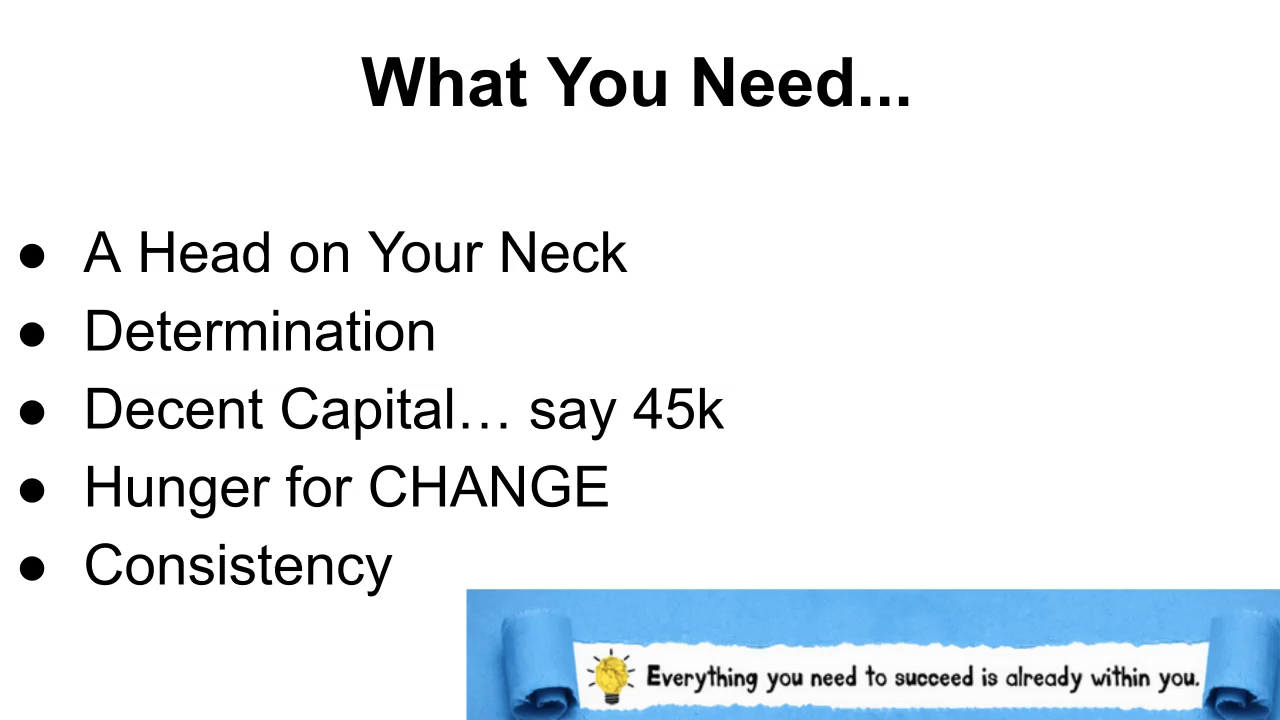 What You Need...
● A Head on Your Neck
● Determination
● Decent Capital… say 45k
● Hunger for CHANGE
● Consistency
Everything you need to succeed is already within you.